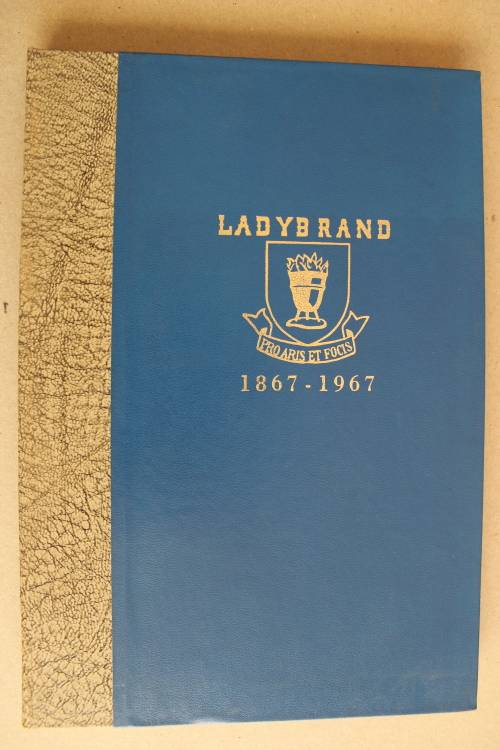 LADYBRAND
PRO ARIS ET FOCIS
1867-1967